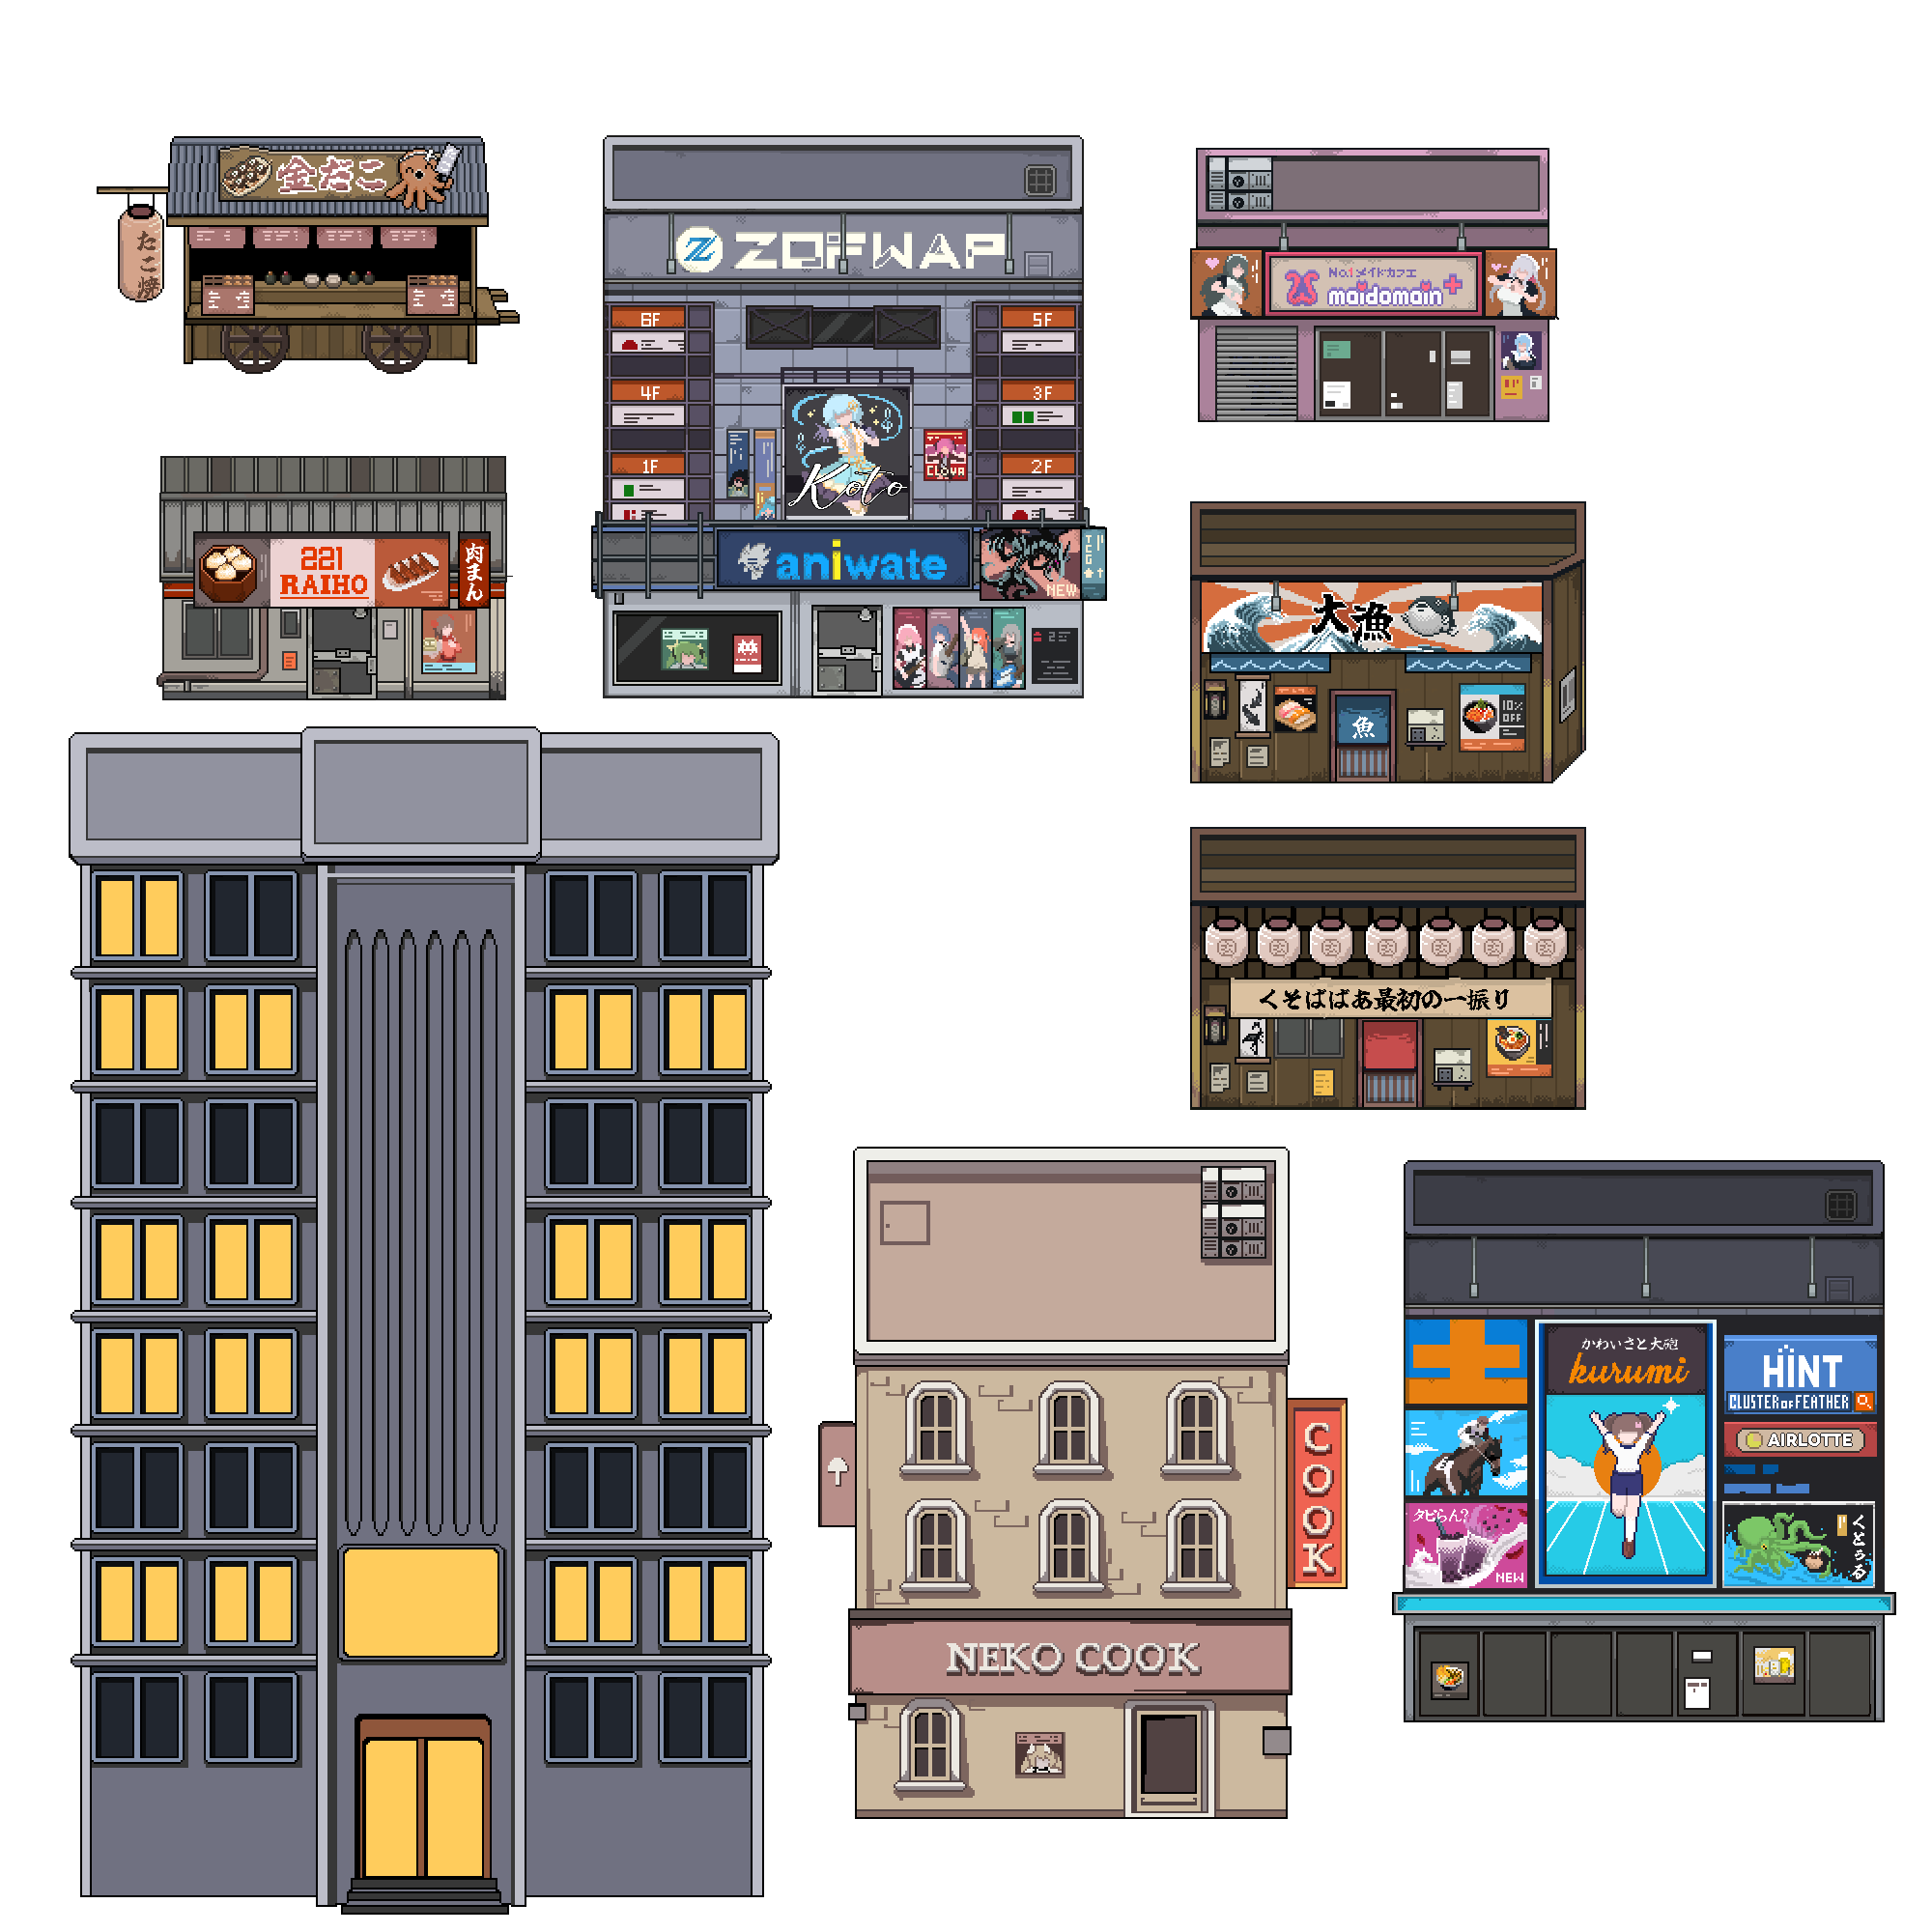 金だこ
たこ焼
Z ZOFWAP
6F
5F
4F
3F
1F
2F
Koto
CLOVA
aniwate
NEW
TCG
No.1メイドカフェ
maidomain+
221
RAIHO
肉まん
大漁
魚
10%
OFF
くそばばあ最初の一振り
NEKO COOK
COOK
かわいさと大砲
kurumi
HINT
CLUSTER OF FEATHER
AIRLOTTE
タピらん?
NEW
くとぅる